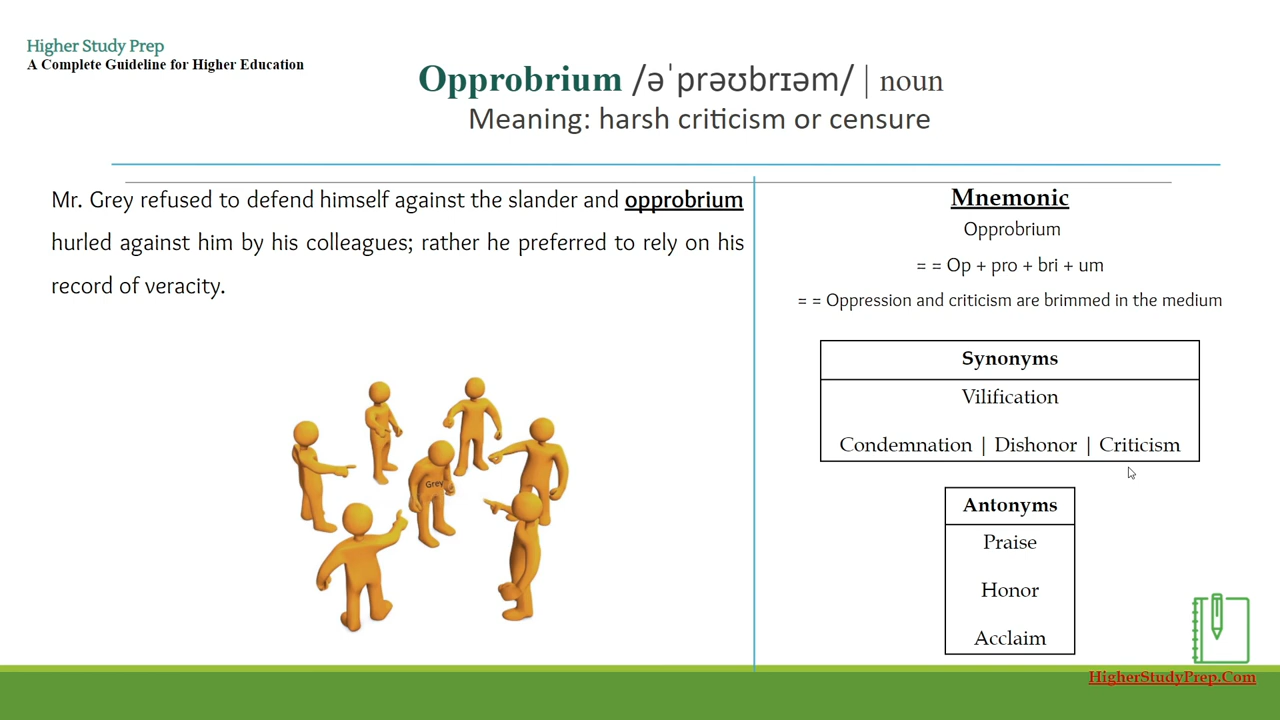 Higher Study Prep
A Complete Guideline for Higher Education
Opprobrium /əˈprəʊbrɪəm/ | noun
Meaning: harsh criticism or censure
Mr. Grey refused to defend himself against the slander and opprobrium
hurled against him by his colleagues; rather he preferred to rely on his
record of veracity.
Grey
Mnemonic
Opprobrium
= = Op + pro + bri + um
= = Oppression and criticism are brimmed in the medium
Synonyms
Vilification
Condemnation | Dishonor | Criticism
Antonyms
Praise
Honor
Acclaim
HigherStudyPrep.Com